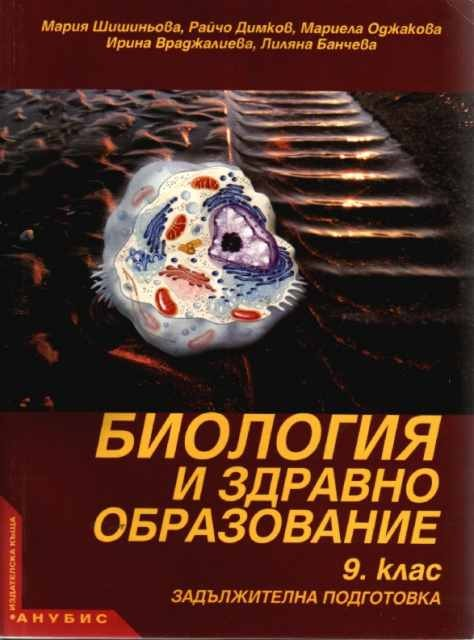 Мария Шишиньова, Райчо Димков, Мариела Оджакова
Ирина Враджалиева, Лиляна Банчева
БИОЛОГИЯ
И ЗДРАВНО
ОБРАЗОВАНИЕ
9. клас
ЗАДЪЛЖИТЕЛНА ПОДГОТОВКА
ИЗДАТЕЛСКА КЪЩА
АНУБИС